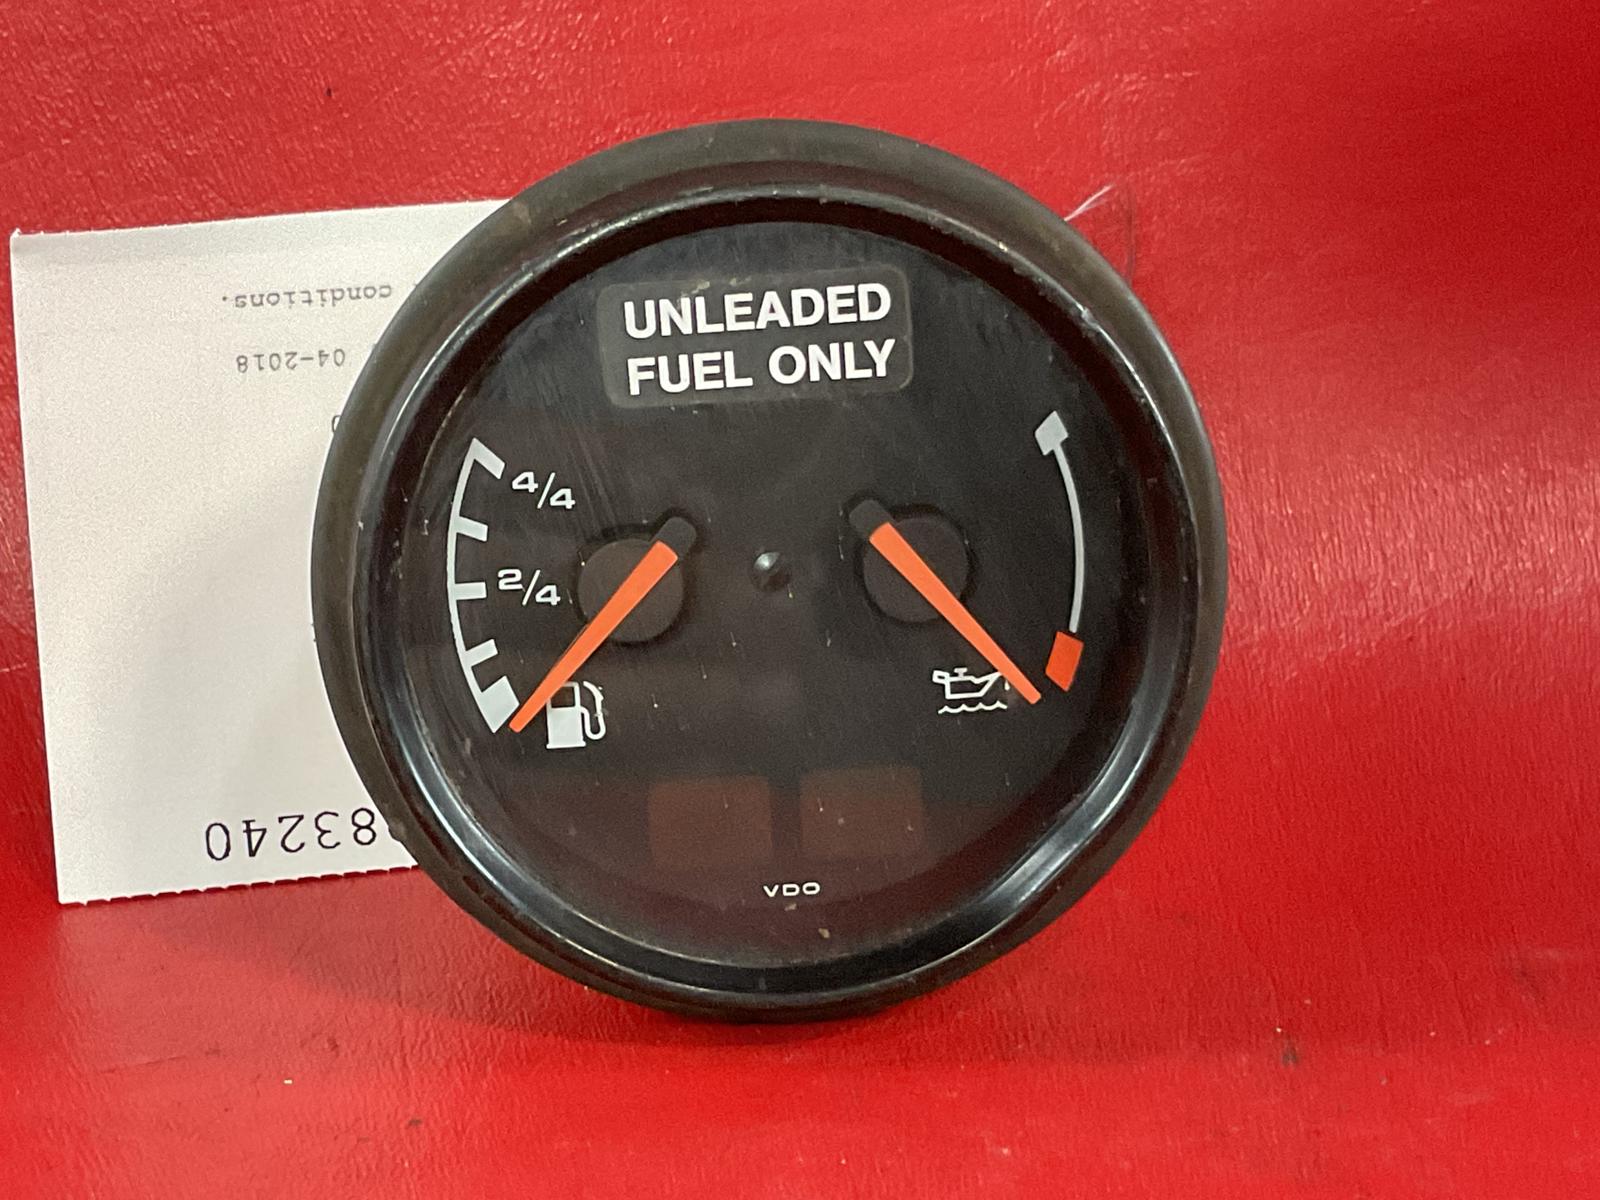 UNLEADED
FUEL ONLY
4/4
2/4
VDO
conditions.
04-2018
83240